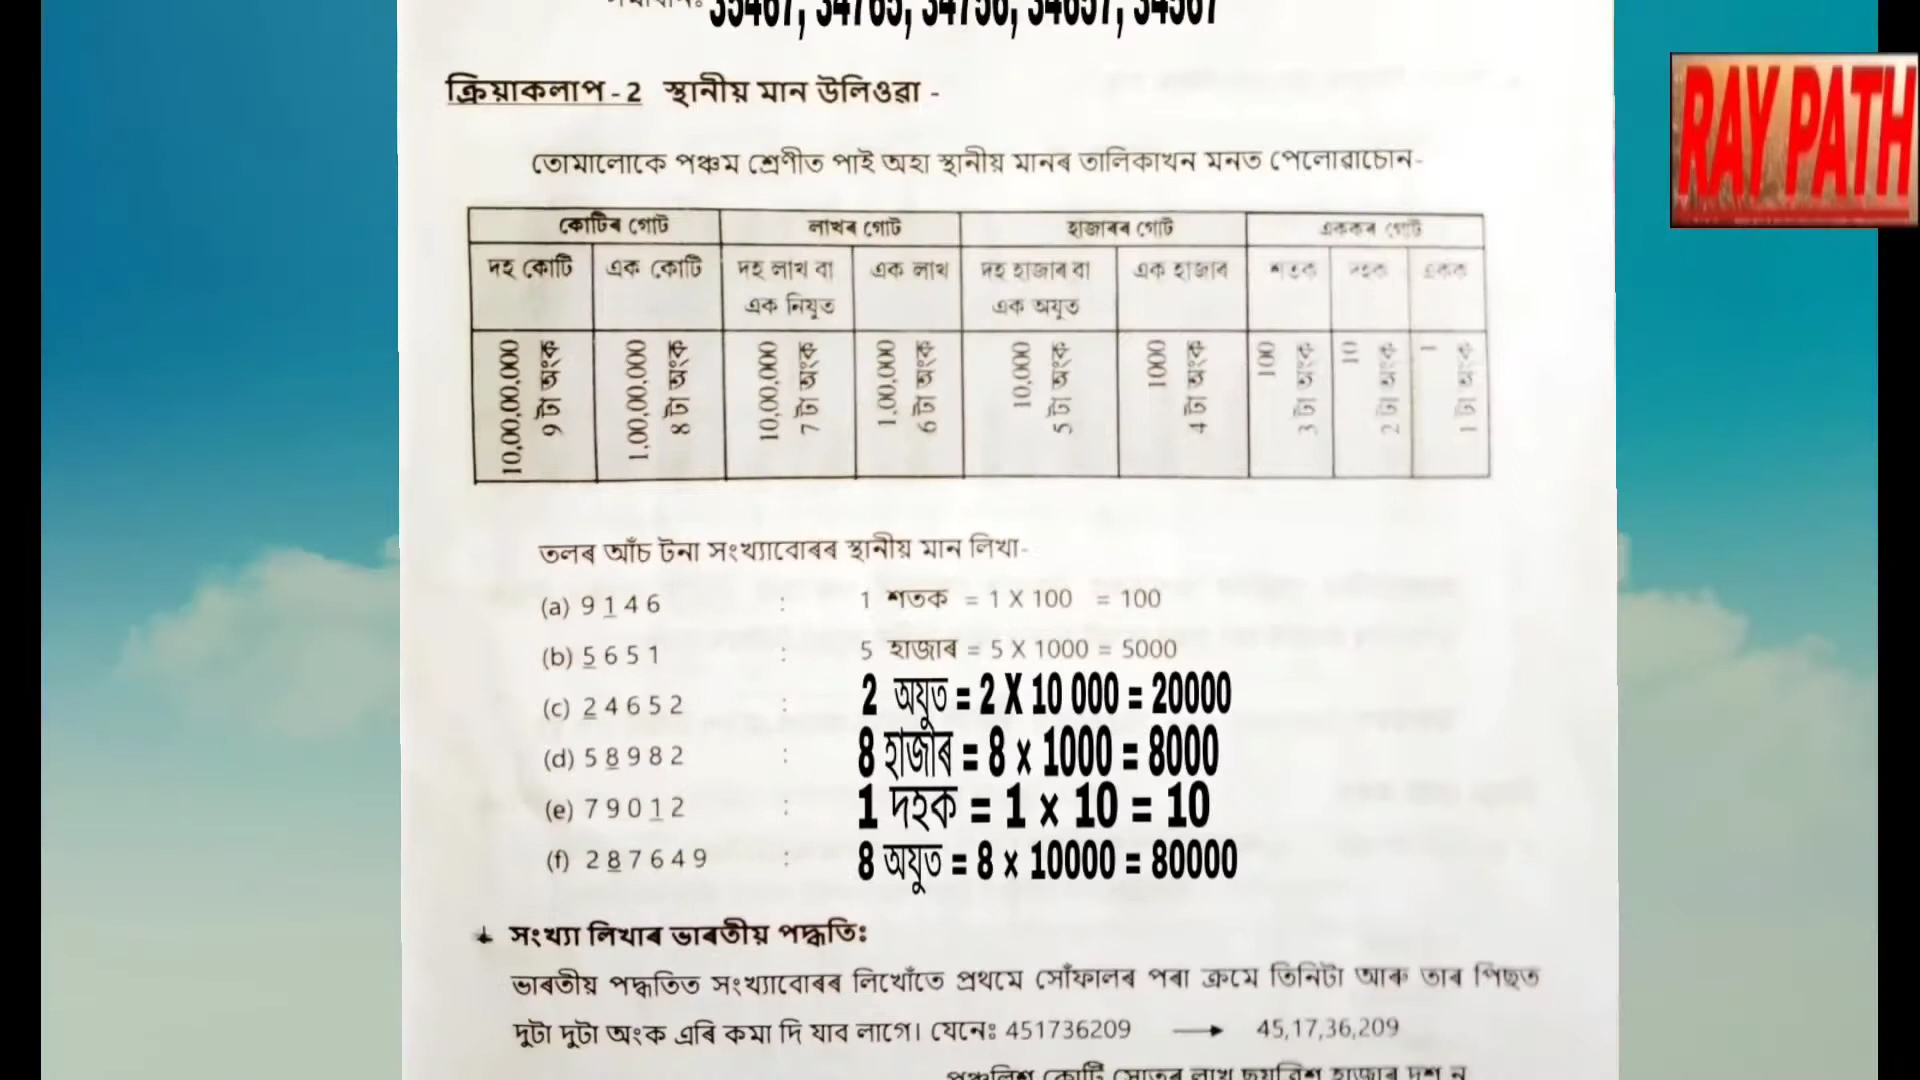 35467, 34765, 34756, 34657, 34567
RAY PATH
ক্ৰিয়াকলাপ - 2 স্থানীয় মান উলিওৱা -
তোমালোকে পঞ্চম শ্ৰেণীত পাই অহা স্থানীয় মানৰ তালিকাখন মনত পেলোৱাচোন-
কোটিৰ গোট লাখৰ গোট হাজাৰৰ গোট এককৰ গোট
দহ কোটি এক কোটি দহ লাখ বা এক নিযুত এক লাখ দহ হাজাৰ বা এক অযুত এক হাজাৰ শতক দহক একক
10,00,00,000 1,00,00,000 10,00,000 1,00,000 10,000 1000 100 10 1
9 টা অংক 8 টা অংক 7 টা অংক 6 টা অংক 5 টা অংক 4 টা অংক 3 টা অংক 2 টা অংক 1 টা অংক
তলৰ আঁচ টনা সংখ্যাবোৰৰ স্থানীয় মান লিখা-
(a) 9 1 4 6 : 1 শতক = 1 X 100 = 100
(b) 5 6 5 1 : 5 হাজাৰ = 5 X 1000 = 5000
(c) 2 4 6 5 2 : 2 অযুত = 2 X 10 000 = 20000
(d) 5 8 9 8 2 : 8 হাজাৰ = 8 × 1000 = 8000
(e) 7 9 0 1 2 : 1 দহক = 1 × 10 = 10
(f) 2 8 7 6 4 9 : 8 অযুত = 8 × 10000 = 80000
সংখ্যা লিখাৰ ভাৰতীয় পদ্ধতিঃ
ভাৰতীয় পদ্ধতিত সংখ্যাবোৰৰ লিখোঁতে প্ৰথমে সোঁফালৰ পৰা ক্ৰমে তিনিটা আৰু তাৰ পিছত
দুটা দুটা অংক এৰি কমা দি যাব লাগে। যেনেঃ 451736209 → 45,17,36,209